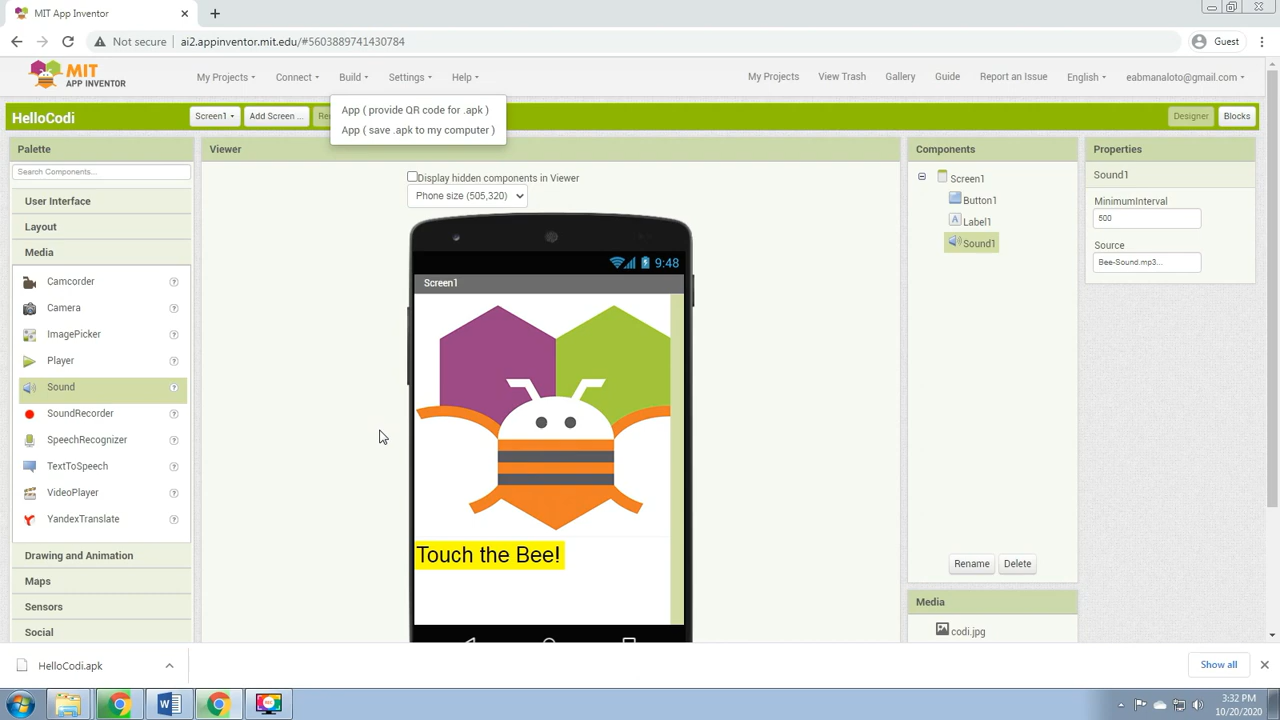 MIT App Inventor
Guest
Not secure ai2.appinventor.mit.edu/#5603889741430784
MIT
APP INVENTOR
My Projects Connect Build Settings Help My Projects View Trash Gallery Guide Report an Issue English eabmanaloto@gmail.com
App ( provide QR code for .apk )
App ( save .apk to my computer )
HelloCodi Screen1 Add Screen ... Designer Blocks
Palette Viewer Components Properties
Search Components...
User Interface
Layout
Media
Camcorder
Camera
ImagePicker
Player
Sound
SoundRecorder
SpeechRecognizer
TextToSpeech
VideoPlayer
YandexTranslate
Drawing and Animation
Maps
Sensors
Social
Display hidden components in Viewer
Phone size (505,320)
9:48
Screen1
Touch the Bee!
Screen1
Button1
Label1
Sound1
Rename Delete
Media
codi.jpg
Sound1
MinimumInterval
500
Source
Bee-Sound.mp3...
HelloCodi.apk Show all
3:32 PM
10/20/2020